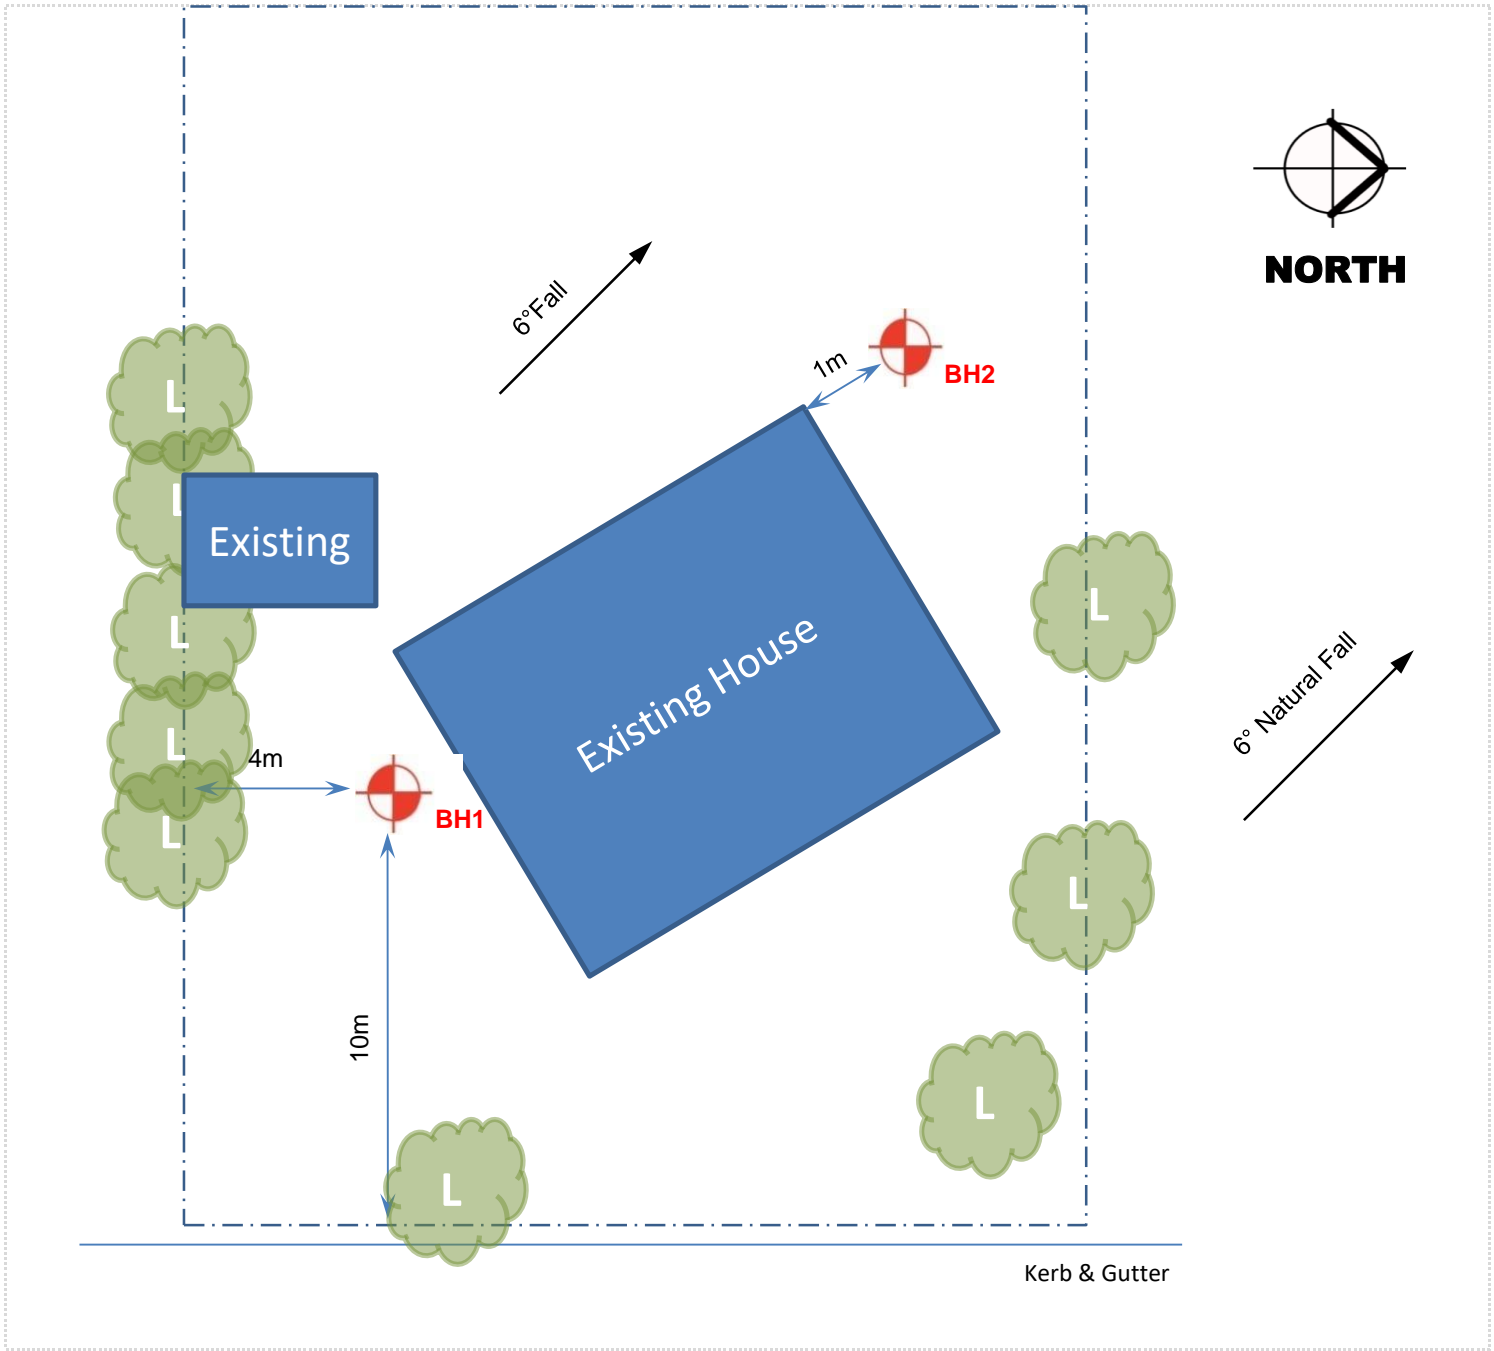 NORTH
6°Fall
1m
BH2
L
L
Existing
L
L
L
Existing House
6° Natural Fall
L
4m
BH1
L
L
10m
L
L
Kerb & Gutter